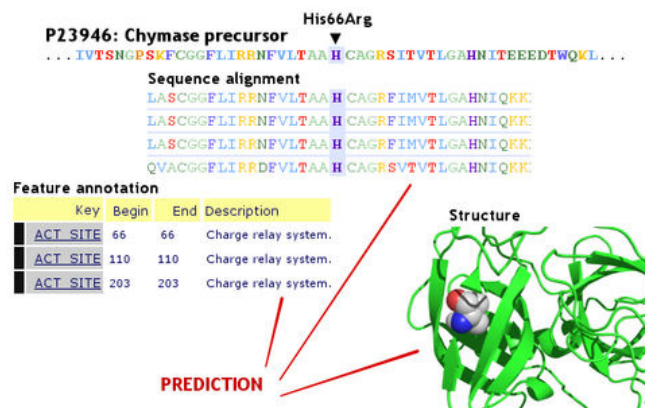 His66Arg
P23946: Chymase precursor
...IVTSNGPSKFCGGFLIRRNFVLTAAHCAGRSITVTLGAHNITEEEDTWQKL...
Sequence alignment
LASCGGFLIRRNFVLTAAHCAGRFIMVTLGAHNIQKK
LASCGGFLIRRNFVLTAAHCAGRFIMVTLGAHNIQKK
LASCGGFLIRRNFVLTAAHCAGRFIMVTLGAHNIQKK
QVACGGFLIRRDFVLTAAHCAGRSVTVTLGAHNIQKK
Feature annotation
Key Begin End Description
ACT_SITE 66 66 Charge relay system.
ACT_SITE 110 110 Charge relay system.
ACT_SITE 203 203 Charge relay system.
Structure
PREDICTION